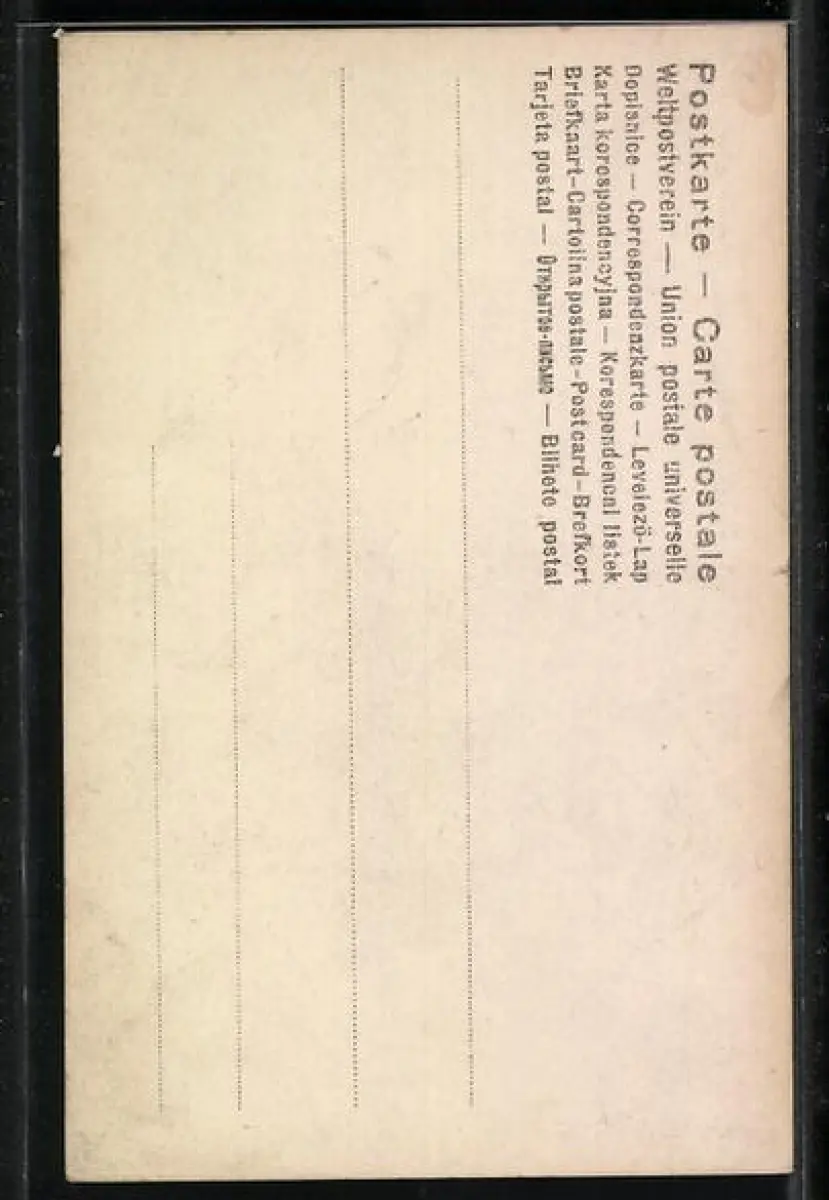 Postkarte — Carte postale
Weltpostverein — Union postale universelle
Dopisnice — Correspondenzkarte — Levelező-Lap
Karta korespondencyjna — Korespondencní lístek
Briefkaart-Cartolina postale-Postcard-Brefkort
Tarjeta postal — Открытое-письмо — Bilhete postal